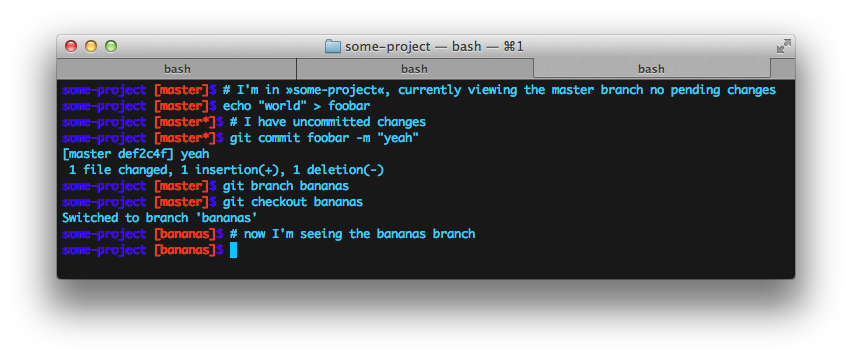 some-project — bash — ⌘1
bash
bash
bash
some-project [master]$ # I'm in »some-project«, currently viewing the master branch no pending changes
some-project [master]$ echo "world" > foobar
some-project [master*]$ # I have uncommitted changes
some-project [master*]$ git commit foobar -m "yeah"
[master def2c4f] yeah
 1 file changed, 1 insertion(+), 1 deletion(-)
some-project [master]$ git branch bananas
some-project [master]$ git checkout bananas
Switched to branch 'bananas'
some-project [bananas]$ # now I'm seeing the bananas branch
some-project [bananas]$